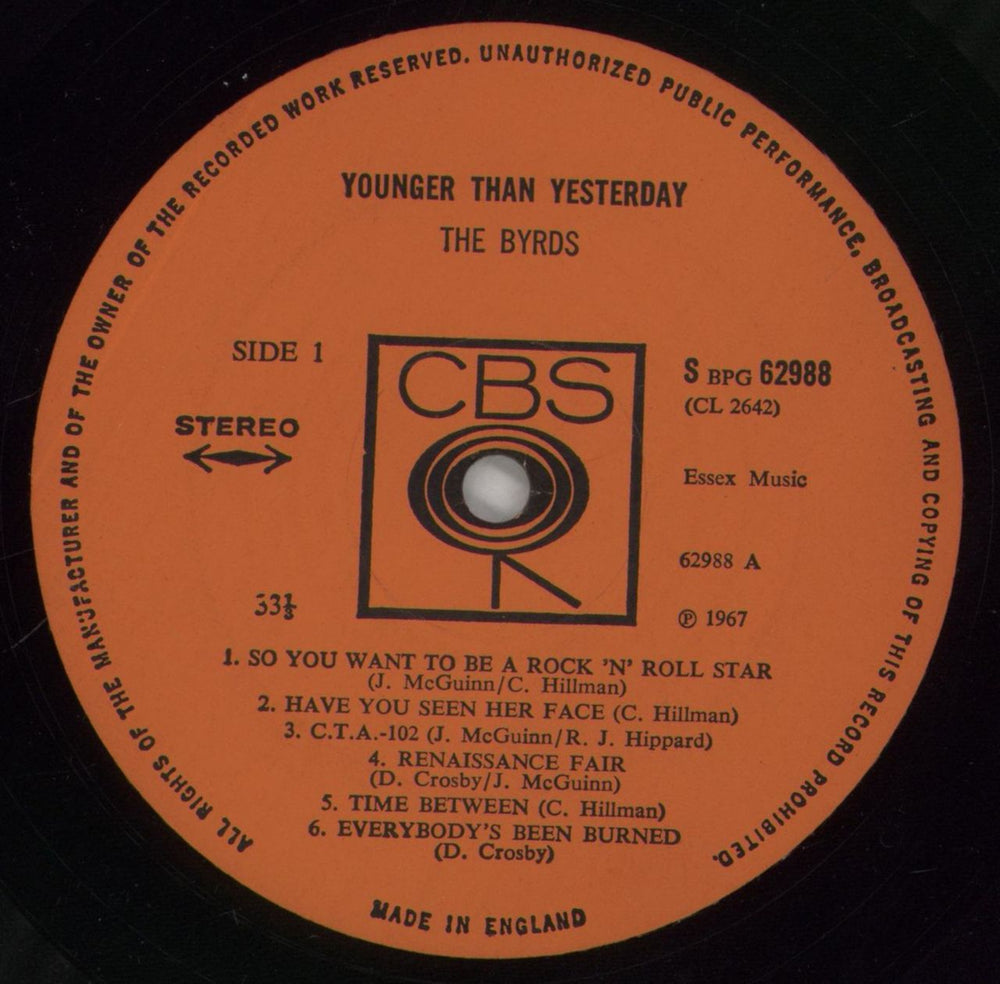 ALL RIGHTS OF THE MANUFACTURER AND OF THE OWNER OF THE RECORDED WORK RESERVED. UNAUTHORIZED PUBLIC PERFORMANCE, BROADCASTING AND COPYING OF THIS RECORD PROHIBITED.
YOUNGER THAN YESTERDAY
THE BYRDS
SIDE 1
STEREO
33⅓
CBS
S BPG 62988
(CL 2642)
Essex Music
62988 A
℗ 1967
1. SO YOU WANT TO BE A ROCK 'N' ROLL STAR
(J. McGuinn/C. Hillman)
2. HAVE YOU SEEN HER FACE (C. Hillman)
3. C.T.A.-102 (J. McGuinn/R. J. Hippard)
4. RENAISSANCE FAIR
(D. Crosby/J. McGuinn)
5. TIME BETWEEN (C. Hillman)
6. EVERYBODY'S BEEN BURNED
(D. Crosby)
MADE IN ENGLAND